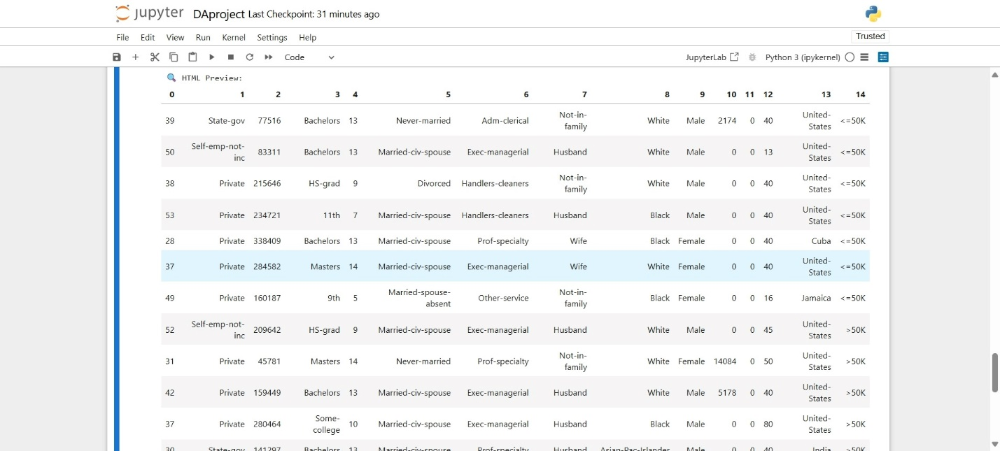 jupyter DAproject Last Checkpoint: 31 minutes ago
File Edit View Run Kernel Settings Help Trusted
Code JupyterLab Python 3 (ipykernel)
HTML Preview:
0 1 2 3 4 5 6 7 8 9 10 11 12 13 14
39 State-gov 77516 Bachelors 13 Never-married Adm-clerical Not-in-family White Male 2174 0 40 United-States <=50K
50 Self-emp-not-inc 83311 Bachelors 13 Married-civ-spouse Exec-managerial Husband White Male 0 0 13 United-States <=50K
38 Private 215646 HS-grad 9 Divorced Handlers-cleaners Not-in-family White Male 0 0 40 United-States <=50K
53 Private 234721 11th 7 Married-civ-spouse Handlers-cleaners Husband Black Male 0 0 40 United-States <=50K
28 Private 338409 Bachelors 13 Married-civ-spouse Prof-specialty Wife Black Female 0 0 40 Cuba <=50K
37 Private 284582 Masters 14 Married-civ-spouse Exec-managerial Wife White Female 0 0 40 United-States <=50K
49 Private 160187 9th 5 Married-spouse-absent Other-service Not-in-family Black Female 0 0 16 Jamaica <=50K
52 Self-emp-not-inc 209642 HS-grad 9 Married-civ-spouse Exec-managerial Husband White Male 0 0 45 United-States >50K
31 Private 45781 Masters 14 Never-married Prof-specialty Not-in-family White Female 14084 0 50 United-States >50K
42 Private 159449 Bachelors 13 Married-civ-spouse Exec-managerial Husband White Male 5178 0 40 United-States >50K
37 Private 280464 Some-college 10 Married-civ-spouse Exec-managerial Husband Black Male 0 0 80 United-States >50K
30 State-gov 141297 Bachelors 13 Married-civ-spouse Prof-specialty Husband Asian-Pac-Islander Male 0 0 40 India >50K